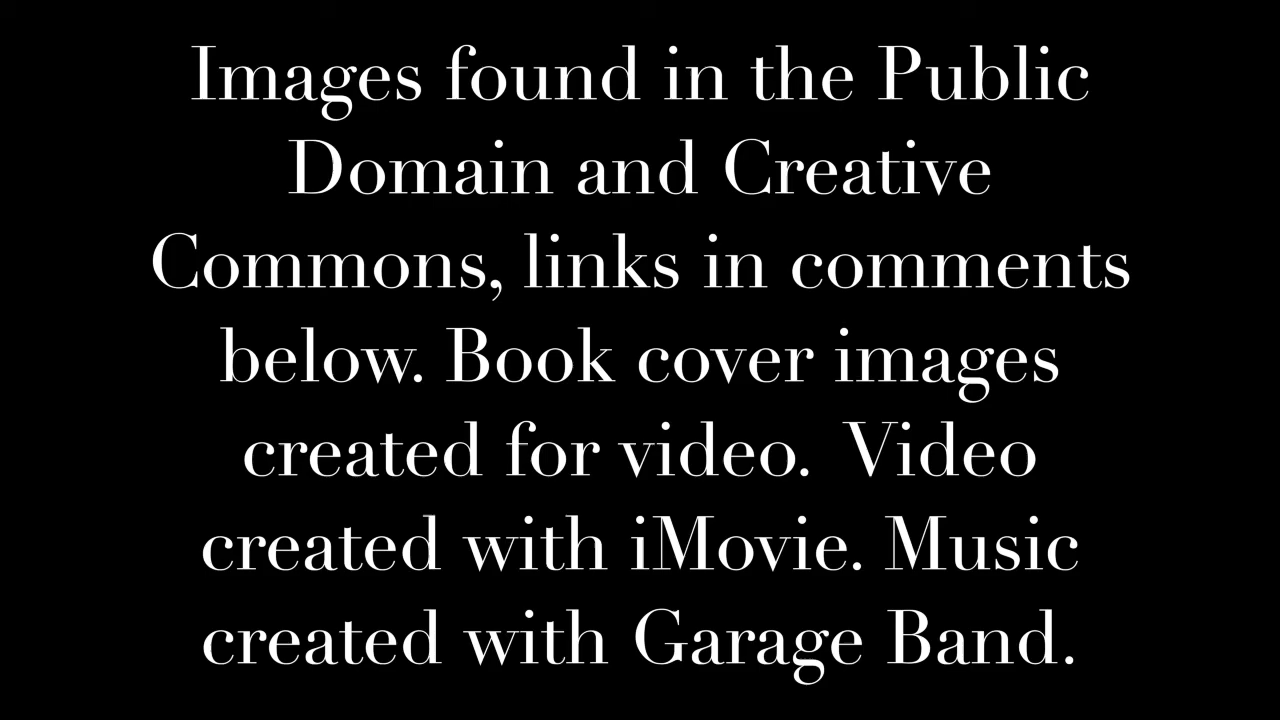 Images found in the Public
Domain and Creative
Commons, links in comments
below. Book cover images
created for video.  Video
created with iMovie. Music
created with Garage Band.